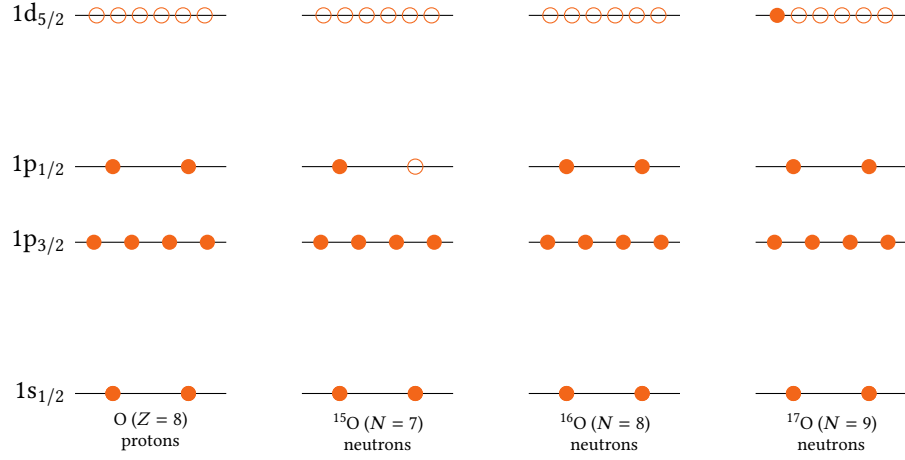 1d₅/₂
1p₁/₂
1p₃/₂
1s₁/₂
O (Z = 8)
protons
¹⁵O (N = 7)
neutrons
¹⁶O (N = 8)
neutrons
¹⁷O (N = 9)
neutrons